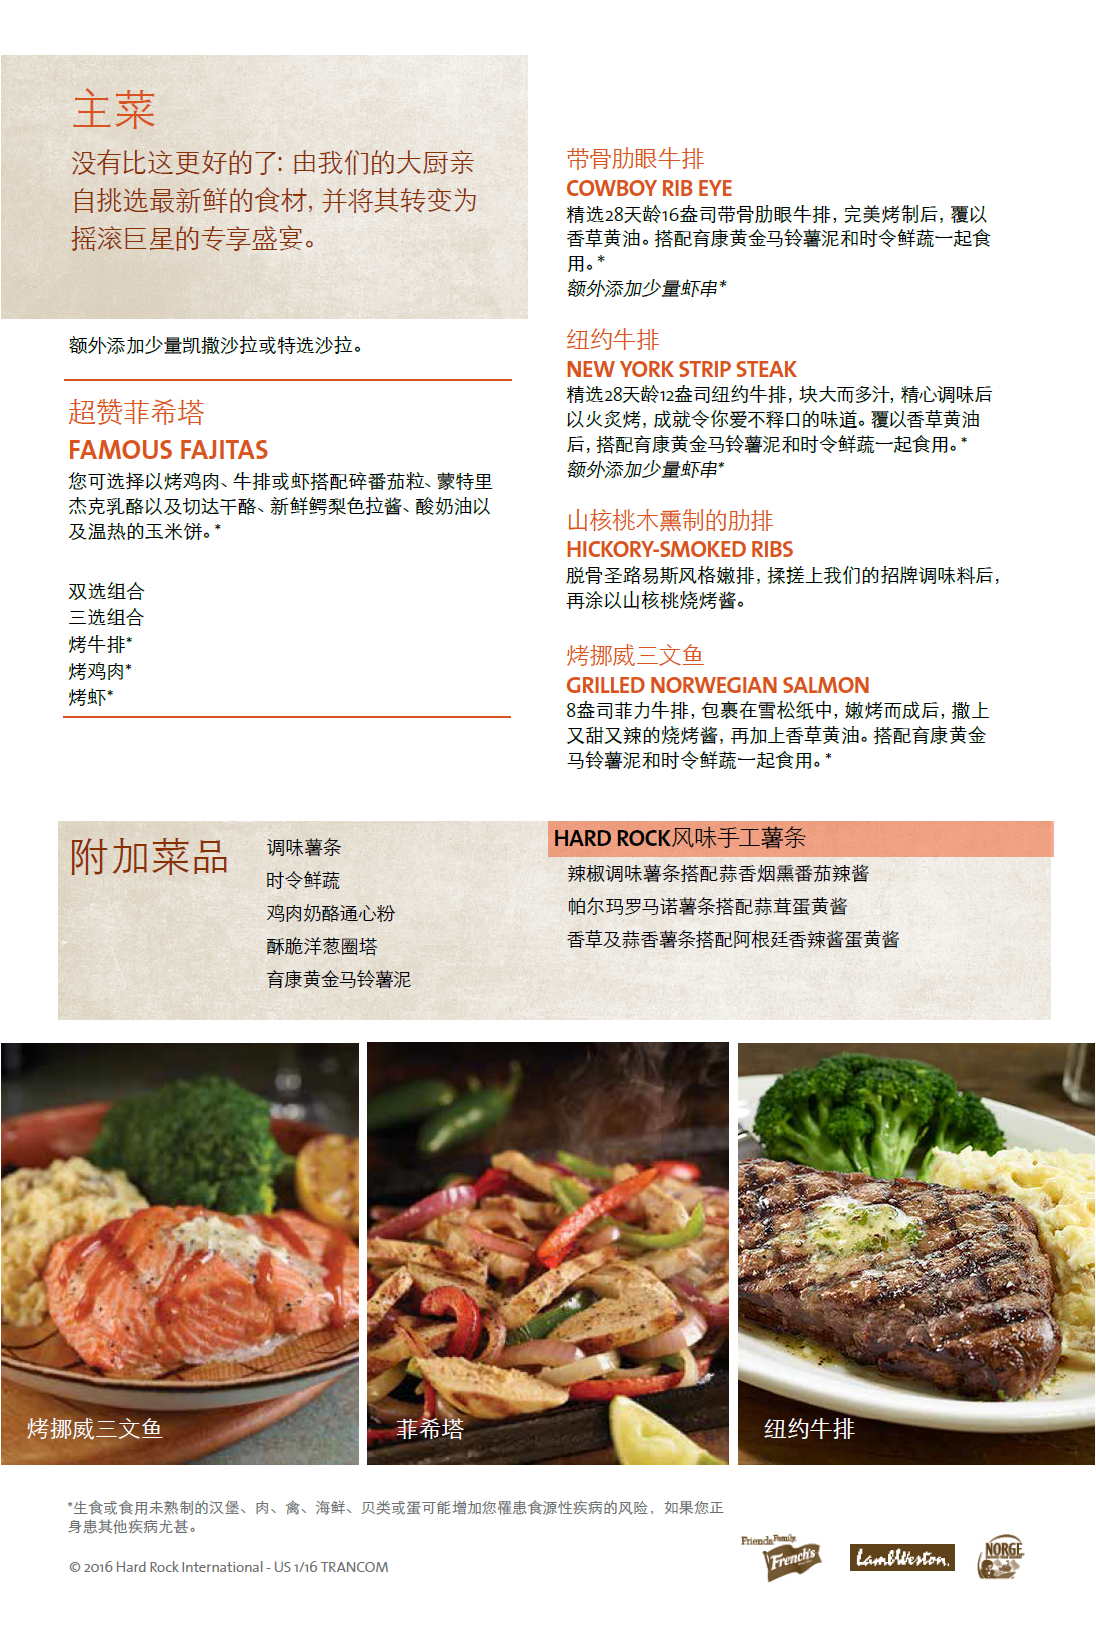 主菜
没有比这更好的了: 由我们的大厨亲
自挑选最新鲜的食材, 并将其转变为
摇滚巨星的专享盛宴。
额外添加少量凯撒沙拉或特选沙拉。
超赞菲希塔
FAMOUS FAJITAS
您可选择以烤鸡肉、牛排或虾搭配碎番茄粒、蒙特里
杰克乳酪以及切达干酪、新鲜鳄梨色拉酱、酸奶油以
及温热的玉米饼。*
双选组合
三选组合
烤牛排*
烤鸡肉*
烤虾*
带骨肋眼牛排
COWBOY RIB EYE
精选28天龄16盎司带骨肋眼牛排, 完美烤制后, 覆以
香草黄油。搭配育康黄金马铃薯泥和时令鲜蔬一起食
用。*
额外添加少量虾串*
纽约牛排
NEW YORK STRIP STEAK
精选28天龄12盎司纽约牛排, 块大而多汁, 精心调味后
以火炙烤, 成就令你爱不释口的味道。覆以香草黄油
后, 搭配育康黄金马铃薯泥和时令鲜蔬一起食用。*
额外添加少量虾串*
山核桃木熏制的肋排
HICKORY-SMOKED RIBS
脱骨圣路易斯风格嫩排, 揉搓上我们的招牌调味料后,
再涂以山核桃烧烤酱。
烤挪威三文鱼
GRILLED NORWEGIAN SALMON
8盎司菲力牛排, 包裹在雪松纸中, 嫩烤而成后, 撒上
又甜又辣的烧烤酱, 再加上香草黄油。搭配育康黄金
马铃薯泥和时令鲜蔬一起食用。*
附加菜品
调味薯条
时令鲜蔬
鸡肉奶酪通心粉
酥脆洋葱圈塔
育康黄金马铃薯泥
HARD ROCK风味手工薯条
辣椒调味薯条搭配蒜香烟熏番茄辣酱
帕尔玛罗马诺薯条搭配蒜茸蛋黄酱
香草及蒜香薯条搭配阿根廷香辣酱蛋黄酱
烤挪威三文鱼
菲希塔
纽约牛排
*生食或食用未熟制的汉堡、肉、禽、海鲜、贝类或蛋可能增加您罹患食源性疾病的风险, 如果您正
身患其他疾病尤甚。
© 2016 Hard Rock International - US 1/16 TRANCOM
Friends Family
French's
LambWeston
NORGE